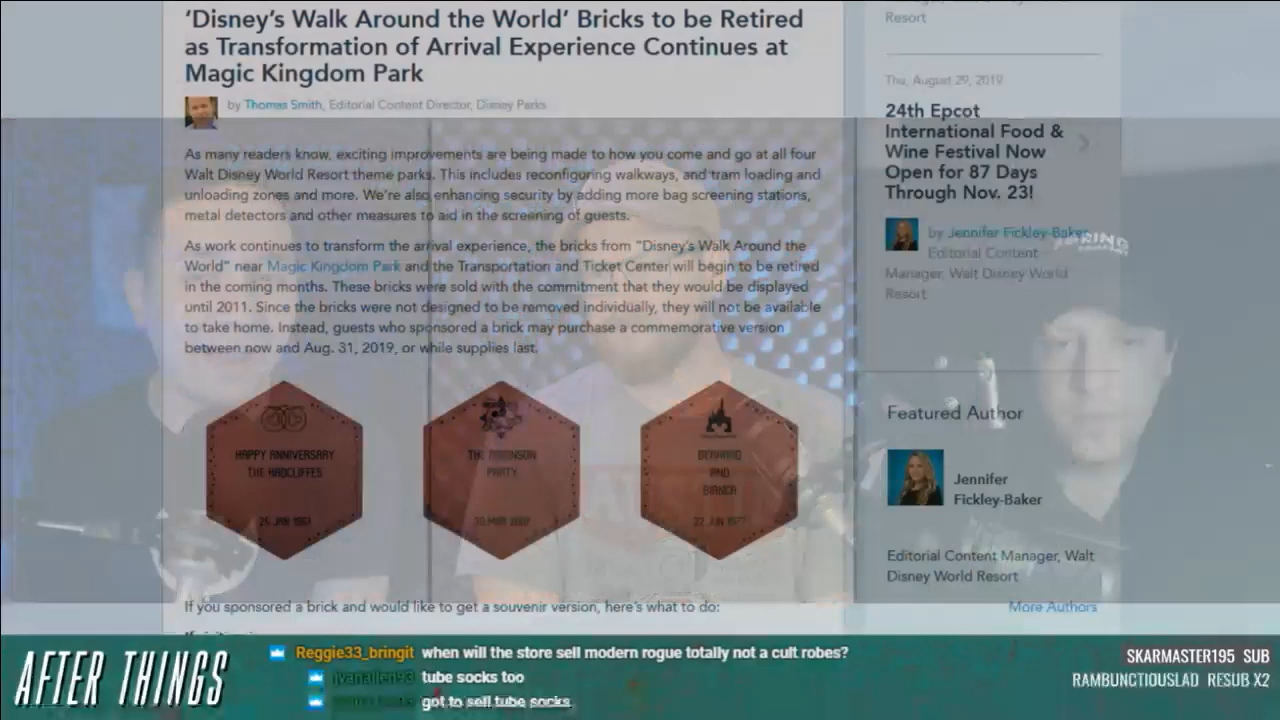 ‘Disney’s Walk Around the World’ Bricks to be Retired
as Transformation of Arrival Experience Continues at
Magic Kingdom Park
by Thomas Smith, Editorial Content Director, Disney Parks
As many readers know, exciting improvements are being made to how you come and go at all four
Walt Disney World Resort theme parks. This includes reconfiguring walkways, and tram loading and
unloading zones and more. We’re also enhancing security by adding more bag screening stations,
metal detectors and other measures to aid in the screening of guests.
As work continues to transform the arrival experience, the bricks from “Disney’s Walk Around the
World” near Magic Kingdom Park and the Transportation and Ticket Center will begin to be retired
in the coming months. These bricks were sold with the commitment that they would be displayed
until 2011. Since the bricks were not designed to be removed individually, they will not be available
to take home. Instead, guests who sponsored a brick may purchase a commemorative version
between now and Aug. 31, 2019, or while supplies last.
HAPPY ANNIVERSARY
THE RADCLIFFES
THE ROBINSON
PARTY
BERNARD
AND
BIANCA
22 JUN 1977
If you sponsored a brick and would like to get a souvenir version, here’s what to do:
Resort
Thu, August 29, 2019
24th Epcot
International Food &
Wine Festival Now
Open for 87 Days
Through Nov. 23!
by Jennifer Fickley-Baker,
Editorial Content
Manager, Walt Disney World
Resort
Featured Author
Jennifer
Fickley-Baker
Editorial Content Manager, Walt
Disney World Resort
More Authors
AFTER THINGS
Reggie33_bringit when will the store sell modern rogue totally not a cult robes?
tube socks too
got to sell tube socks
SKARMASTER195 SUB
RAMBUNCTIOUSLAD RESUB X2